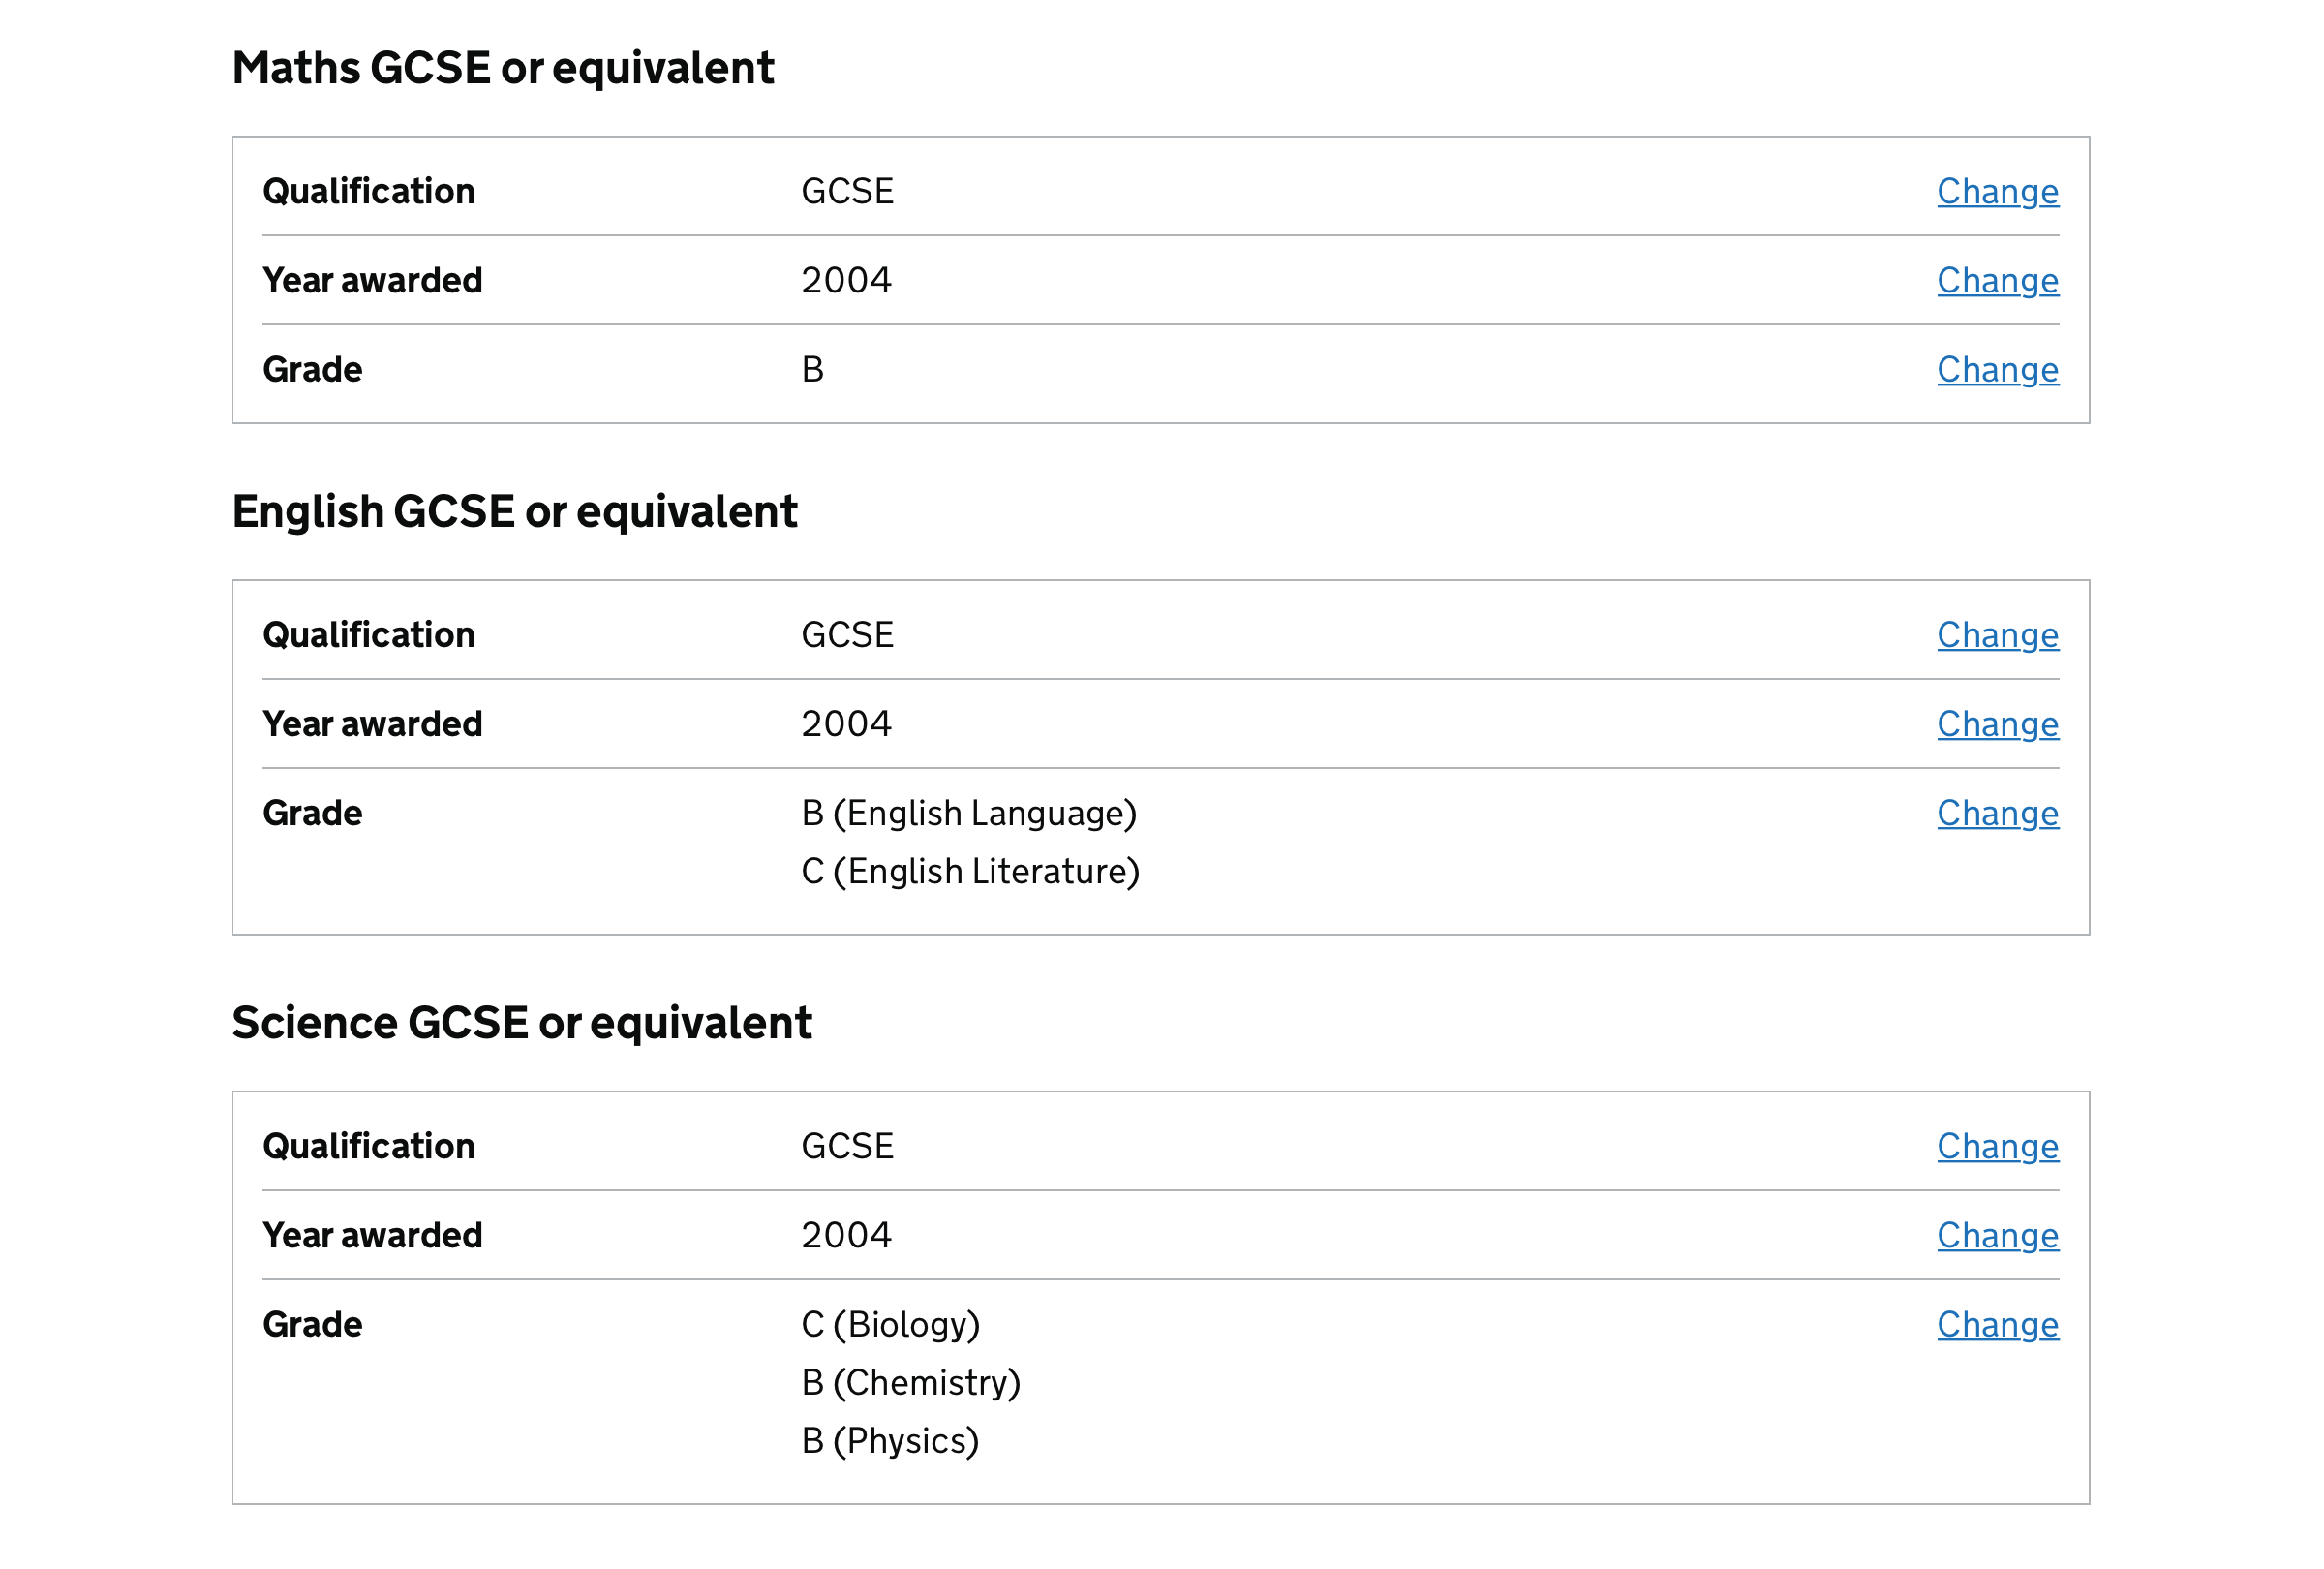 Maths GCSE or equivalent
Qualification GCSE Change
Year awarded 2004 Change
Grade B Change
English GCSE or equivalent
Qualification GCSE Change
Year awarded 2004 Change
Grade B (English Language) Change
C (English Literature)
Science GCSE or equivalent
Qualification GCSE Change
Year awarded 2004 Change
Grade C (Biology) Change
B (Chemistry)
B (Physics)